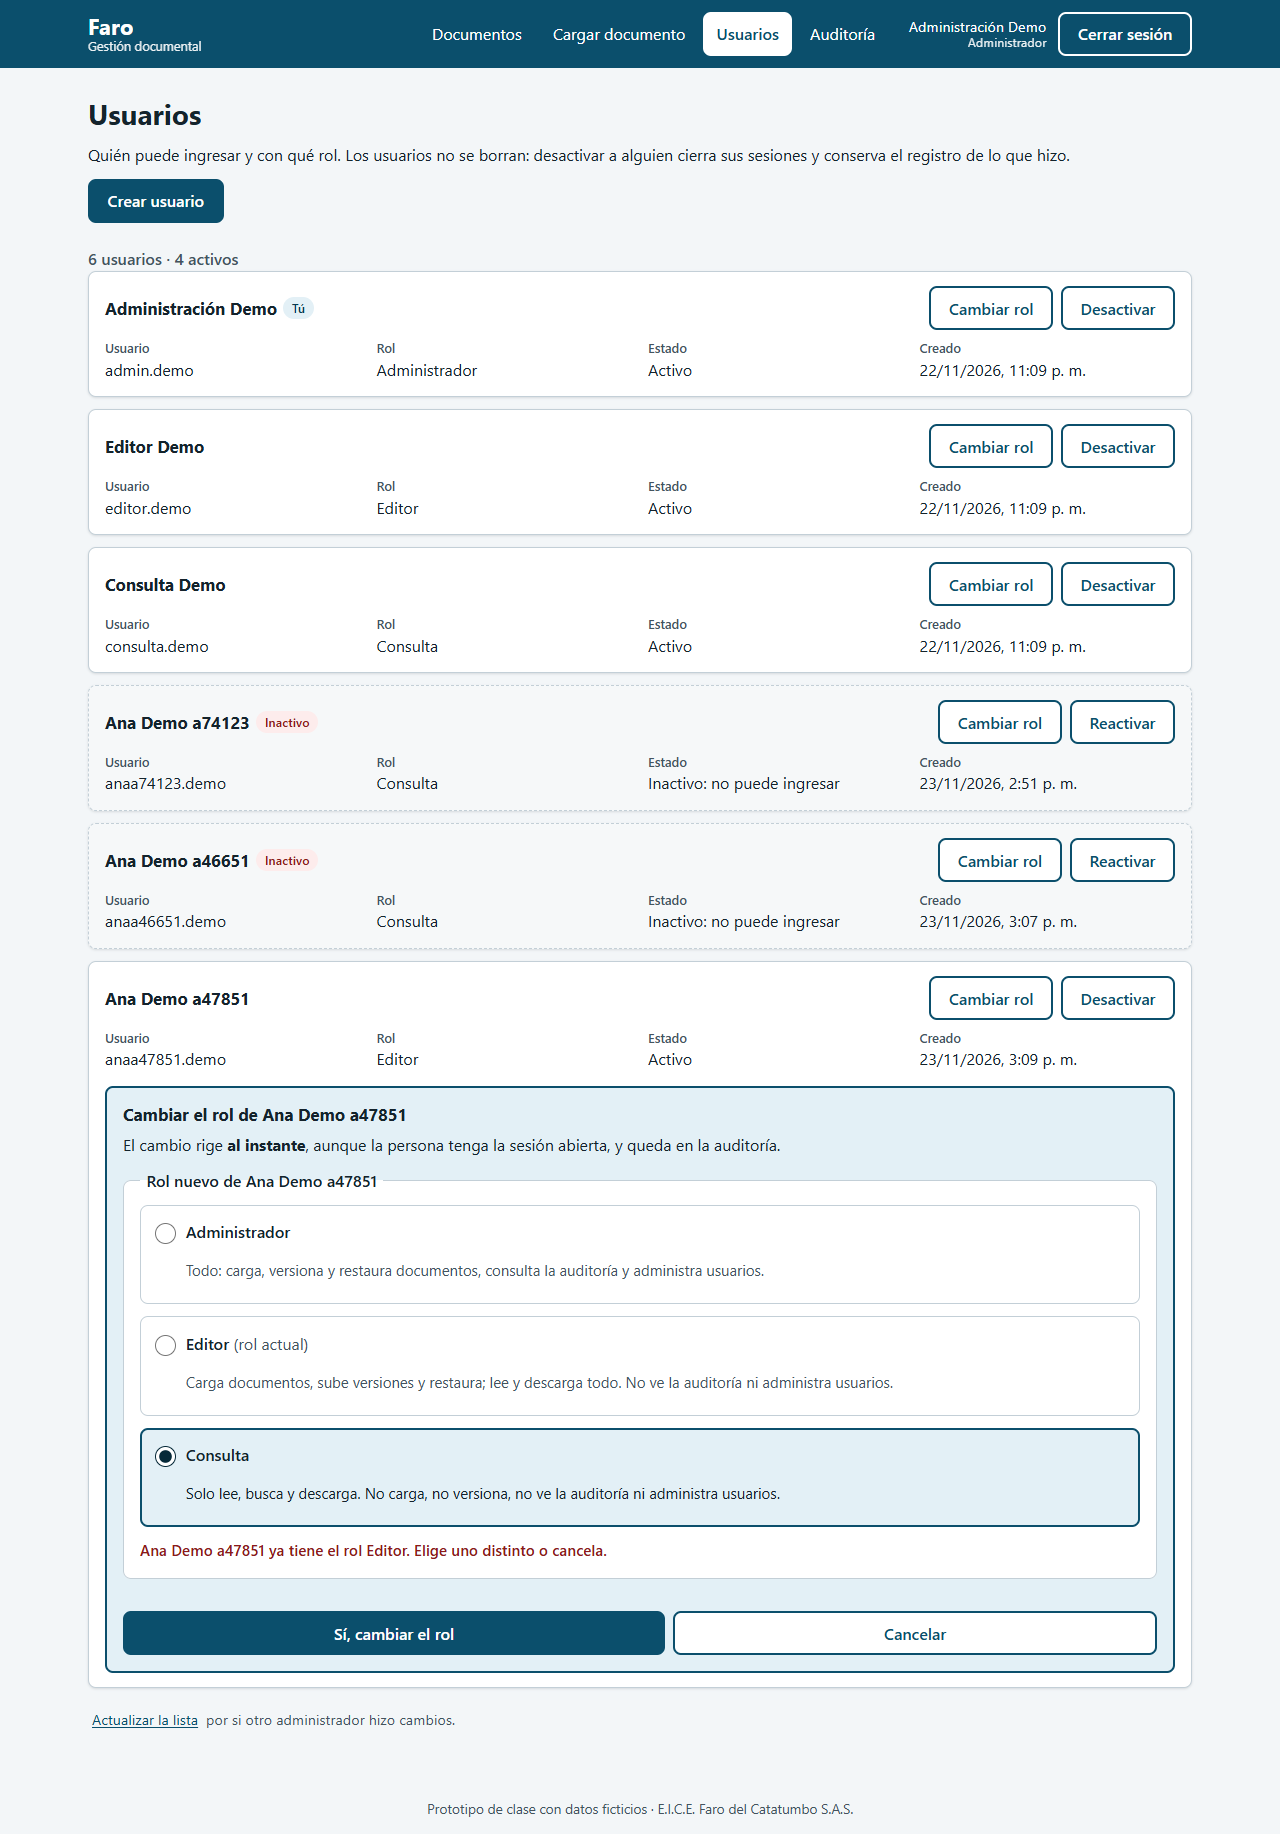 Faro
Gestión documental
Documentos
Cargar documento
Usuarios
Auditoría
Administración Demo
Administrador
Cerrar sesión
Usuarios
Quién puede ingresar y con qué rol. Los usuarios no se borran: desactivar a alguien cierra sus sesiones y conserva el registro de lo que hizo.
Crear usuario
6 usuarios · 4 activos
Administración Demo Tú
Cambiar rol
Desactivar
Usuario Rol Estado Creado
admin.demo Administrador Activo 22/11/2026, 11:09 p. m.
Editor Demo
Cambiar rol
Desactivar
Usuario Rol Estado Creado
editor.demo Editor Activo 22/11/2026, 11:09 p. m.
Consulta Demo
Cambiar rol
Desactivar
Usuario Rol Estado Creado
consulta.demo Consulta Activo 22/11/2026, 11:09 p. m.
Ana Demo a74123 Inactivo
Cambiar rol
Reactivar
Usuario Rol Estado Creado
anaa74123.demo Consulta Inactivo: no puede ingresar 23/11/2026, 2:51 p. m.
Ana Demo a46651 Inactivo
Cambiar rol
Reactivar
Usuario Rol Estado Creado
anaa46651.demo Consulta Inactivo: no puede ingresar 23/11/2026, 3:07 p. m.
Ana Demo a47851
Cambiar rol
Desactivar
Usuario Rol Estado Creado
anaa47851.demo Editor Activo 23/11/2026, 3:09 p. m.
Cambiar el rol de Ana Demo a47851
El cambio rige al instante, aunque la persona tenga la sesión abierta, y queda en la auditoría.
Rol nuevo de Ana Demo a47851
Administrador
Todo: carga, versiona y restaura documentos, consulta la auditoría y administra usuarios.
Editor (rol actual)
Carga documentos, sube versiones y restaura; lee y descarga todo. No ve la auditoría ni administra usuarios.
Consulta
Solo lee, busca y descarga. No carga, no versiona, no ve la auditoría ni administra usuarios.
Ana Demo a47851 ya tiene el rol Editor. Elige uno distinto o cancela.
Sí, cambiar el rol
Cancelar
Actualizar la lista por si otro administrador hizo cambios.
Prototipo de clase con datos ficticios · E.I.C.E. Faro del Catatumbo S.A.S.